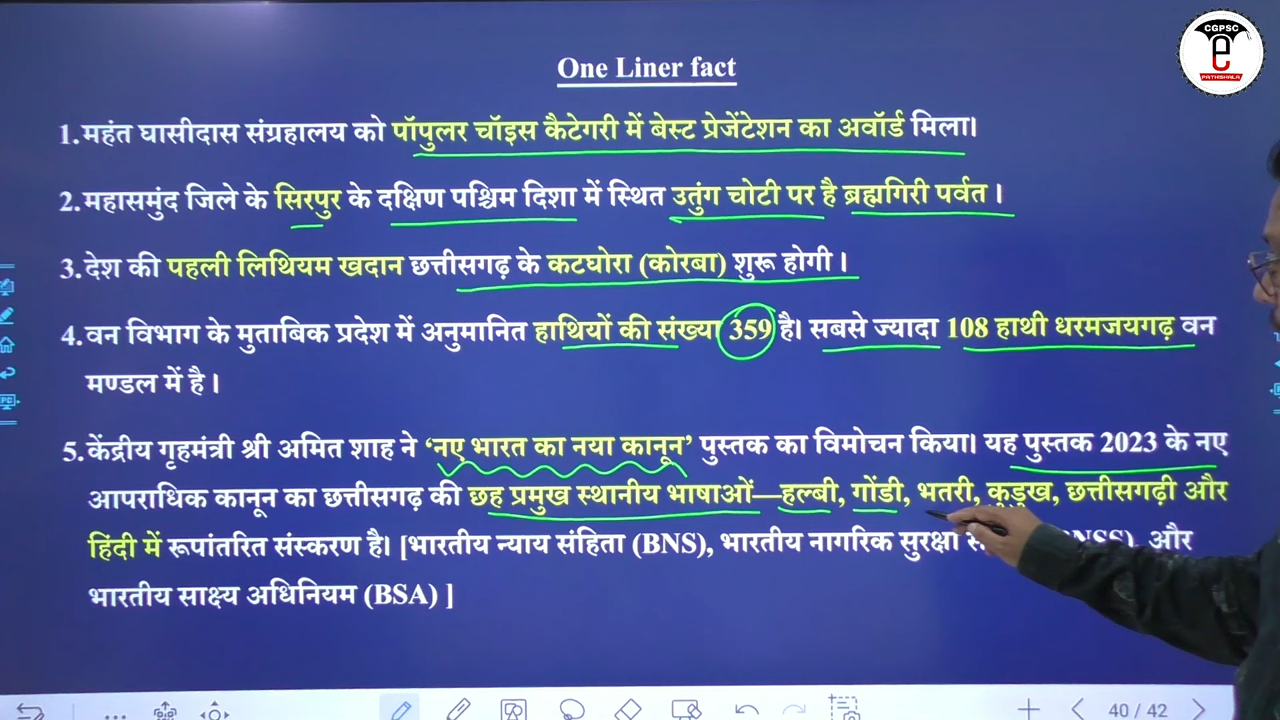 CGPSC
e
PATHSHALA
One Liner fact
1. महंत घासीदास संग्रहालय को पॉपुलर चॉइस कैटेगरी में बेस्ट प्रेजेंटेशन का अवॉर्ड मिला।
2. महासमुंद जिले के सिरपुर के दक्षिण पश्चिम दिशा में स्थित उतुंग चोटी पर है ब्रह्मगिरी पर्वत ।
3. देश की पहली लिथियम खदान छत्तीसगढ़ के कटघोरा (कोरबा) शुरू होगी ।
4. वन विभाग के मुताबिक प्रदेश में अनुमानित हाथियों की संख्या 359 है। सबसे ज्यादा 108 हाथी धरमजयगढ़ वन
मण्डल में है ।
5. केंद्रीय गृहमंत्री श्री अमित शाह ने ‘नए भारत का नया कानून’ पुस्तक का विमोचन किया। यह पुस्तक 2023 के नए
आपराधिक कानून का छत्तीसगढ़ की छह प्रमुख स्थानीय भाषाओं—हल्बी, गोंडी, भतरी, कुडुख, छत्तीसगढ़ी और
हिंदी में रूपांतरित संस्करण है। [भारतीय न्याय संहिता (BNS), भारतीय नागरिक सुरक्षा NSS), और
भारतीय साक्ष्य अधिनियम (BSA) ]
40 / 42